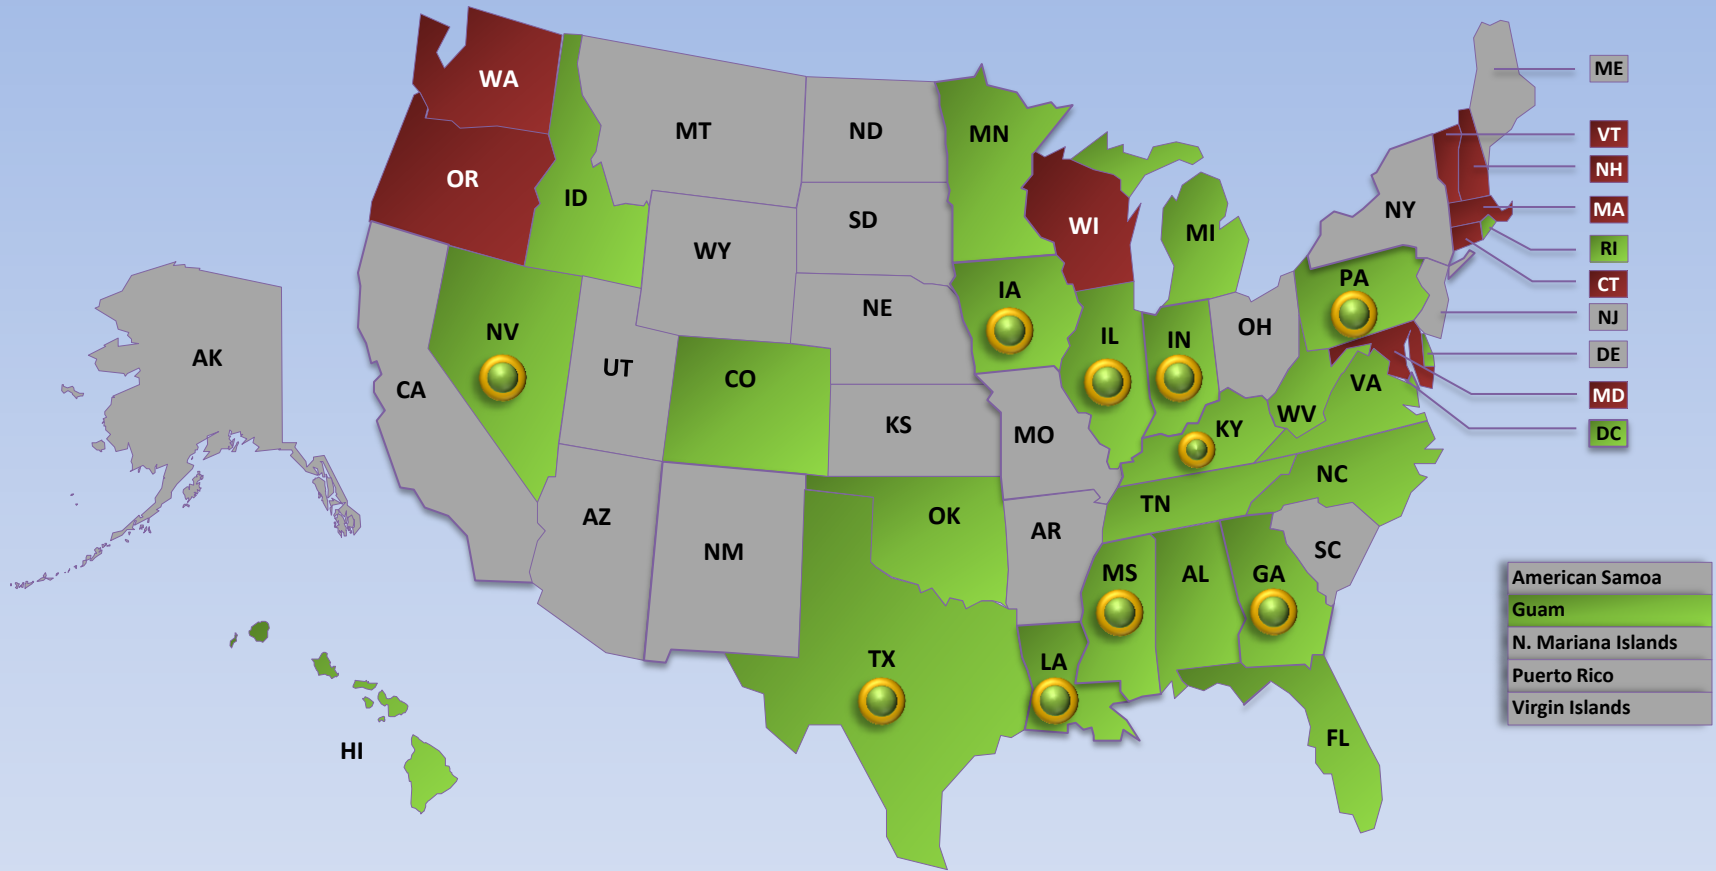 WA
MT
ND
MN
ME
VT
NH
OR
ID
SD
WI
MI
NY
MA
RI
WY
NE
IA
PA
CT
NJ
NV
IL
IN
OH
DE
AK
UT
CO
CA
VA
MD
KS
MO
KY
WV
DC
NC
TN
AZ
OK
AR
NM
SC
MS
AL
GA
American Samoa
Guam
N. Mariana Islands
Puerto Rico
Virgin Islands
TX
LA
FL
HI